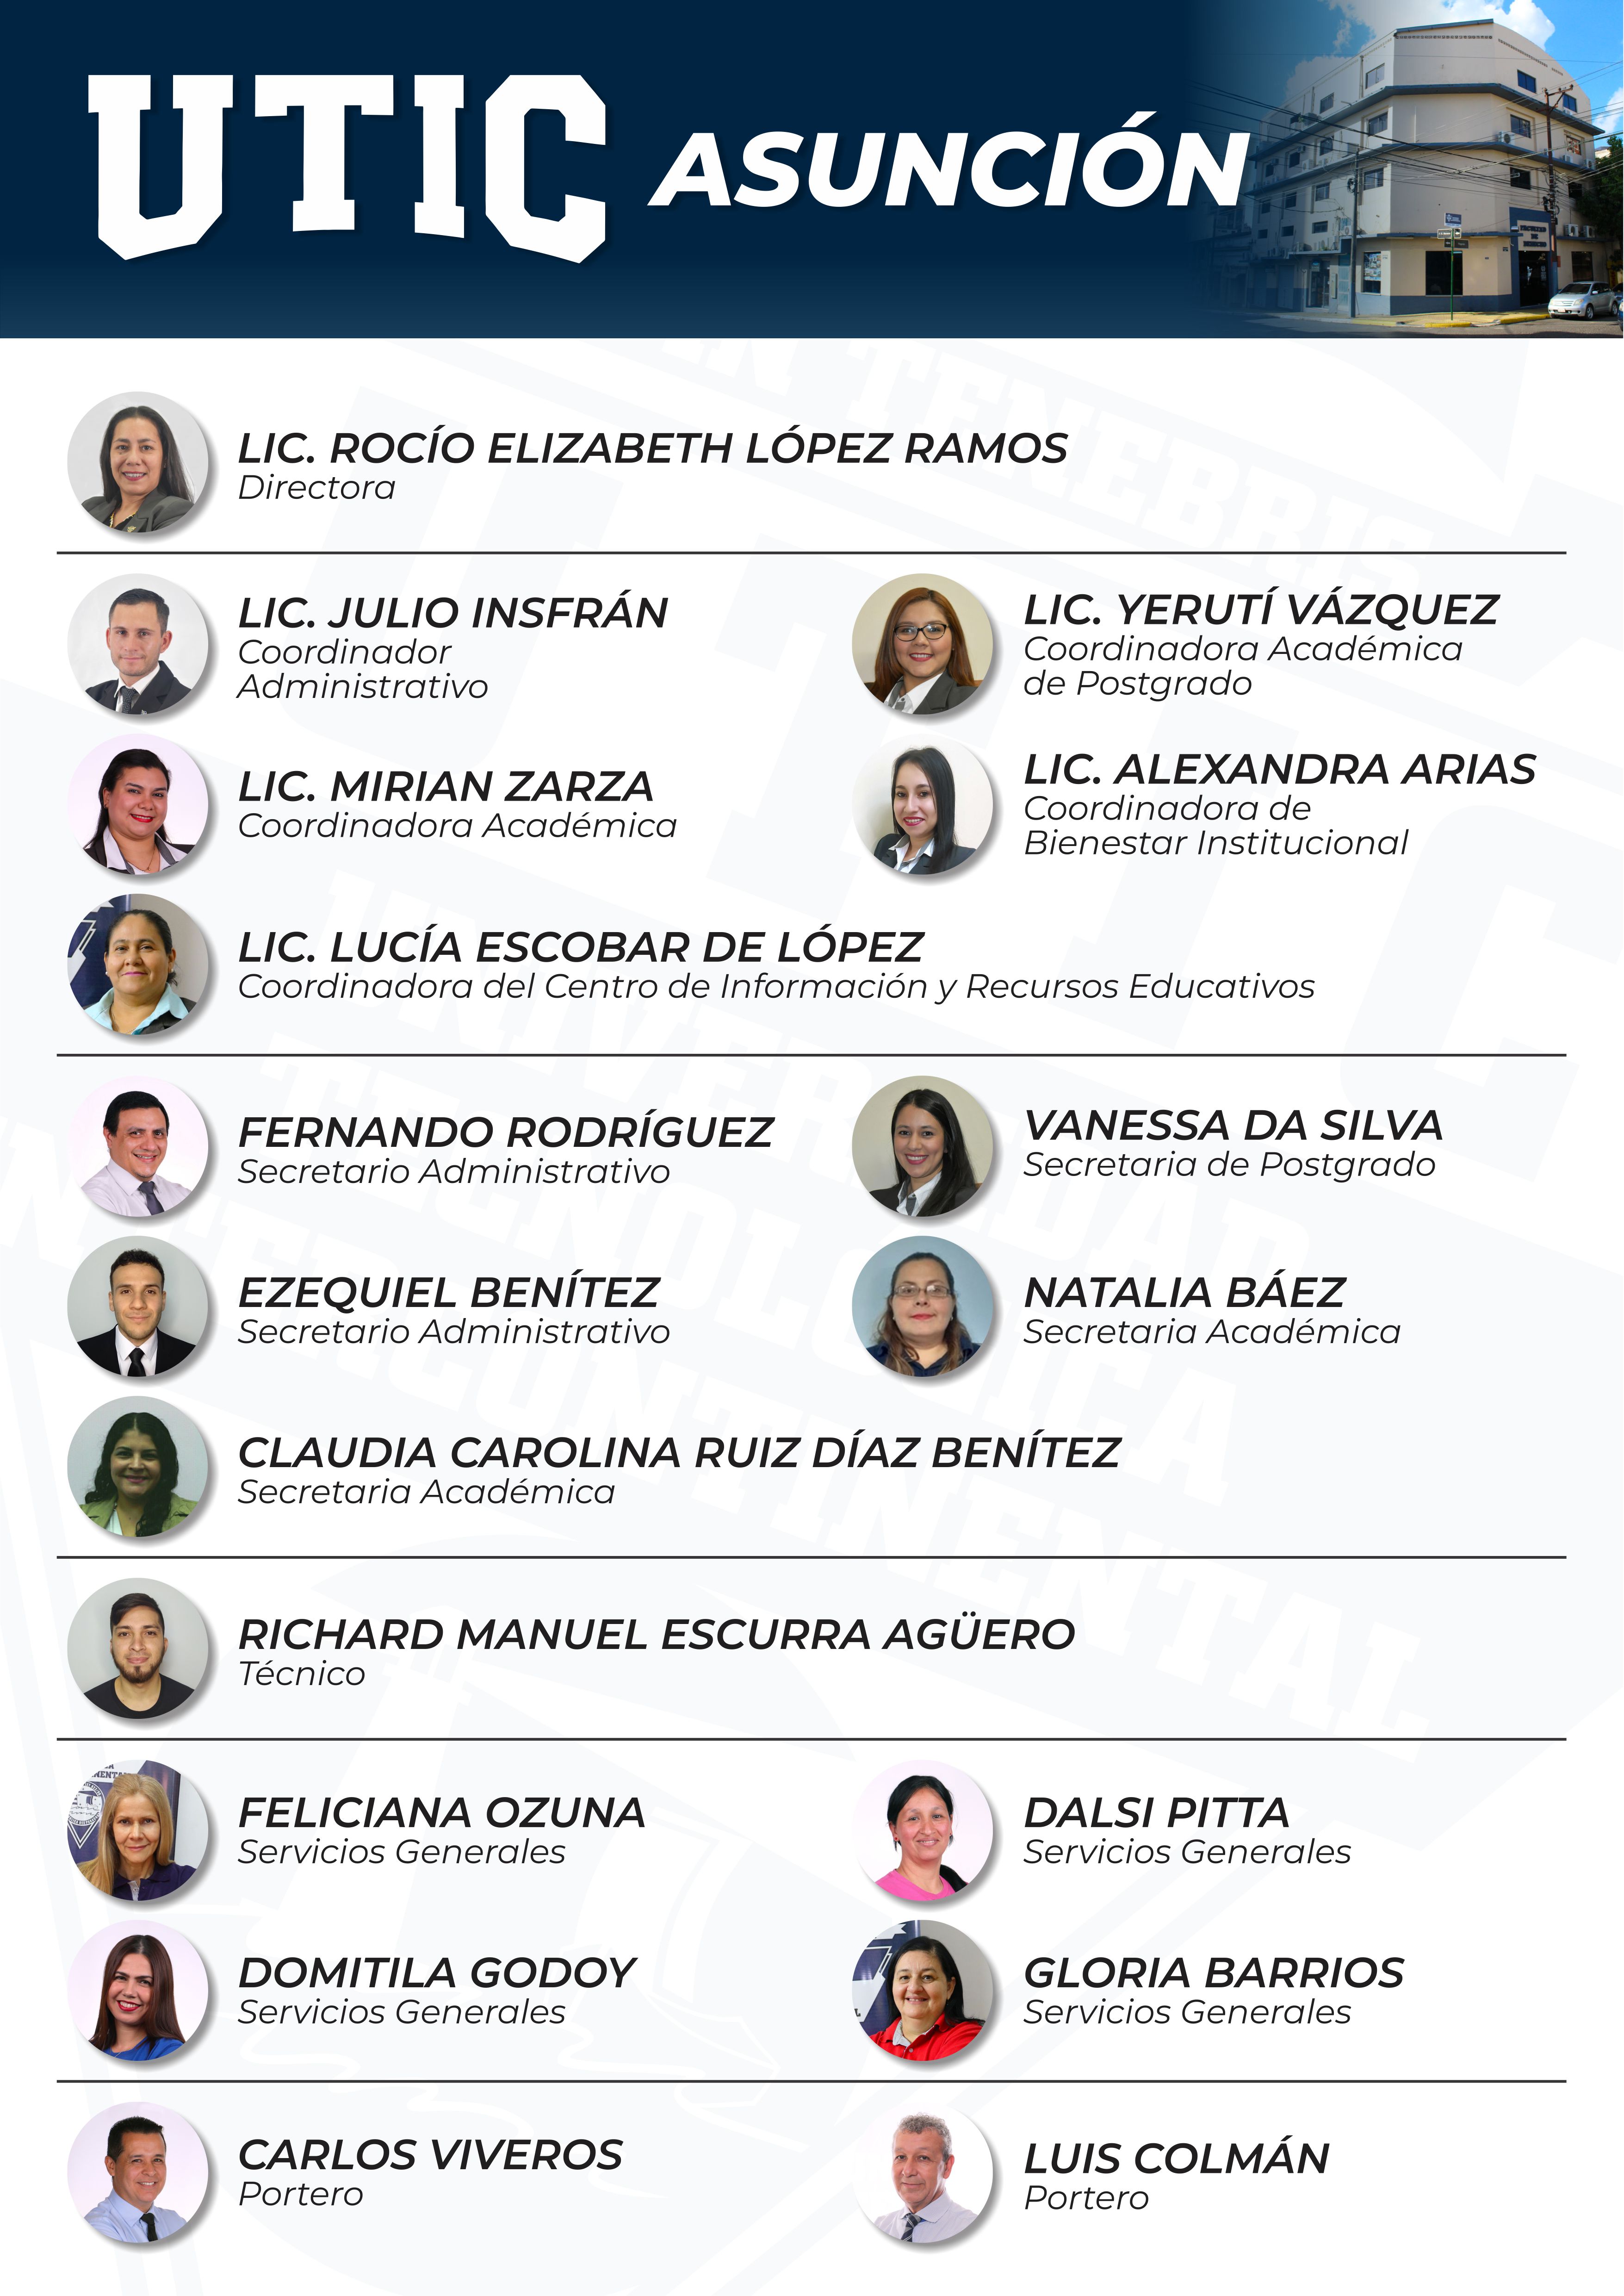 UTIC ASUNCIÓN
LIC. ROCÍO ELIZABETH LÓPEZ RAMOS
Directora
LIC. JULIO INSFRÁN
Coordinador
Administrativo
LIC. YERUTÍ VÁZQUEZ
Coordinadora Académica
de Postgrado
LIC. MIRIAN ZARZA
Coordinadora Académica
LIC. ALEXANDRA ARIAS
Coordinadora de
Bienestar Institucional
LIC. LUCÍA ESCOBAR DE LÓPEZ
Coordinadora del Centro de Información y Recursos Educativos
FERNANDO RODRÍGUEZ
Secretario Administrativo
VANESSA DA SILVA
Secretaria de Postgrado
EZEQUIEL BENÍTEZ
Secretario Administrativo
NATALIA BÁEZ
Secretaria Académica
CLAUDIA CAROLINA RUIZ DÍAZ BENÍTEZ
Secretaria Académica
RICHARD MANUEL ESCURRA AGÜERO
Técnico
FELICIANA OZUNA
Servicios Generales
DALSI PITTA
Servicios Generales
DOMITILA GODOY
Servicios Generales
GLORIA BARRIOS
Servicios Generales
CARLOS VIVEROS
Portero
LUIS COLMÁN
Portero
TENEBRIS
UTIC
UNIVERSIDAD
TECNOLÓGICA
INTERCONTINENTAL